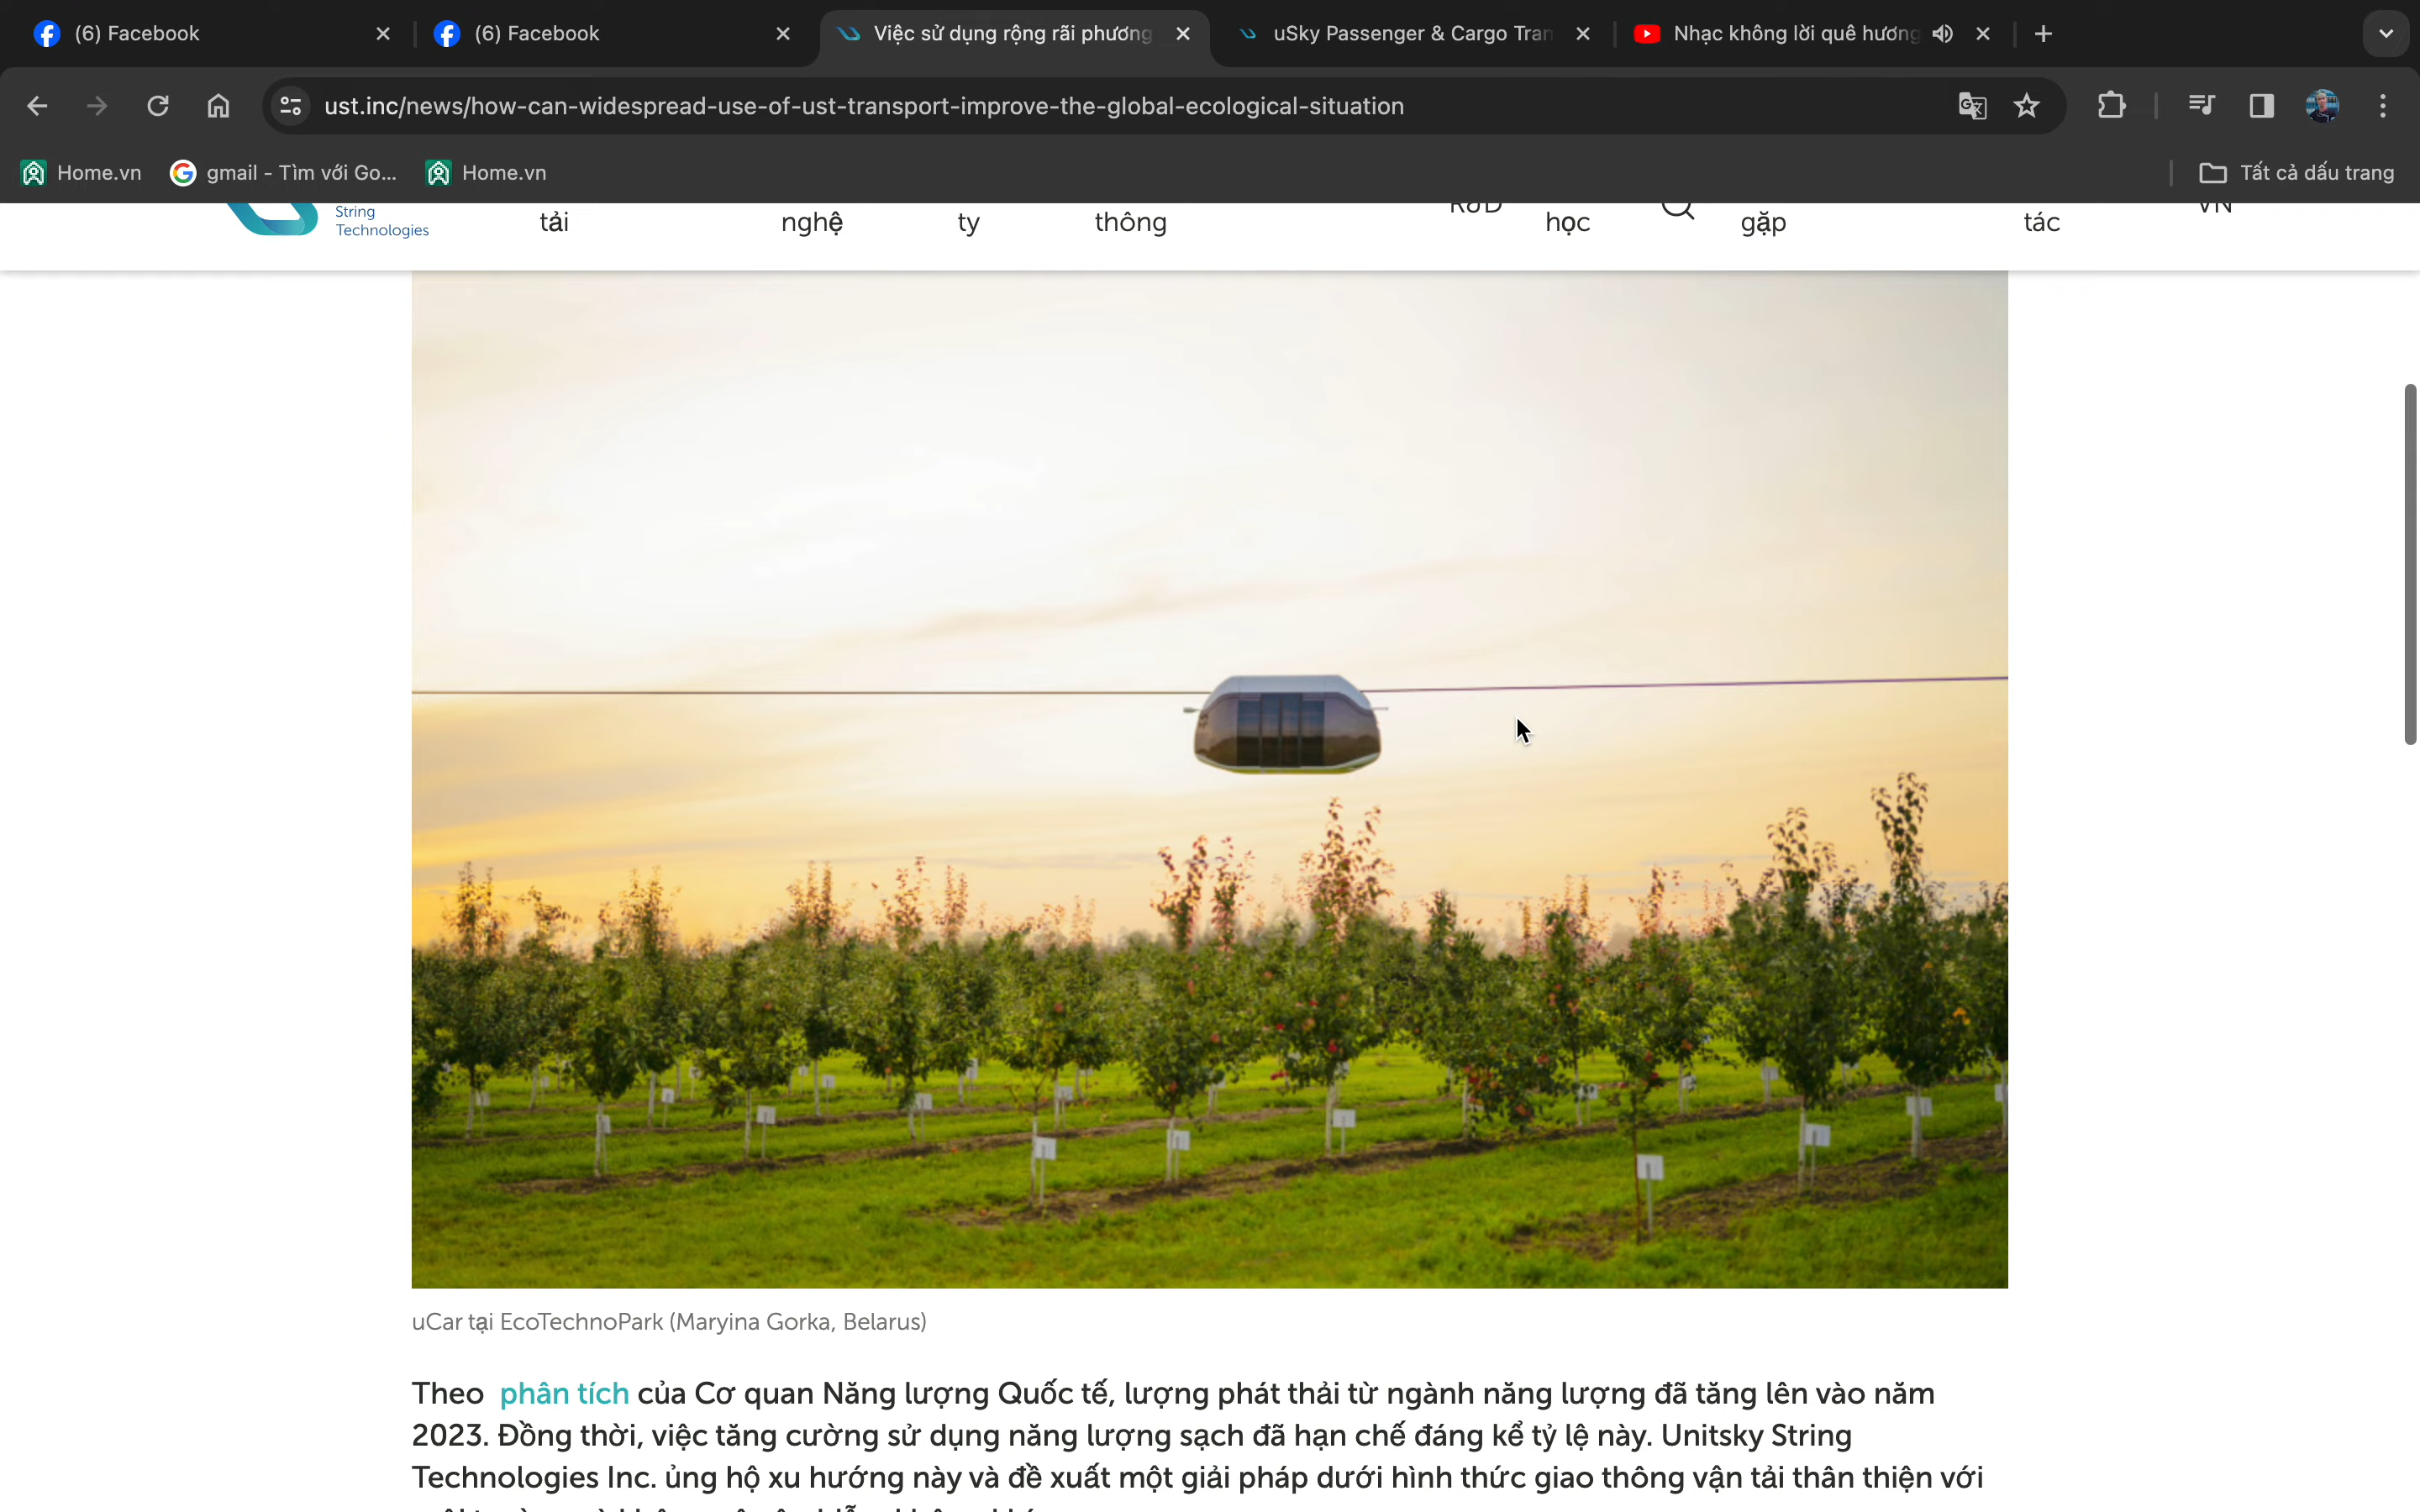 (6) Facebook
(6) Facebook
Việc sử dụng rộng rãi phương
uSky Passenger & Cargo Tran
Nhạc không lời quê hương
ust.inc/news/how-can-widespread-use-of-ust-transport-improve-the-global-ecological-situation
Home.vn
gmail - Tìm với Go...
Home.vn
Tất cả dấu trang
String
Technologies
tải
nghệ
ty
thông
R&D
học
gặp
tác
VN
uCar tại EcoTechnoPark (Maryina Gorka, Belarus)
Theo phân tích của Cơ quan Năng lượng Quốc tế, lượng phát thải từ ngành năng lượng đã tăng lên vào năm
2023. Đồng thời, việc tăng cường sử dụng năng lượng sạch đã hạn chế đáng kể tỷ lệ này. Unitsky String
Technologies Inc. ủng hộ xu hướng này và đề xuất một giải pháp dưới hình thức giao thông vận tải thân thiện với